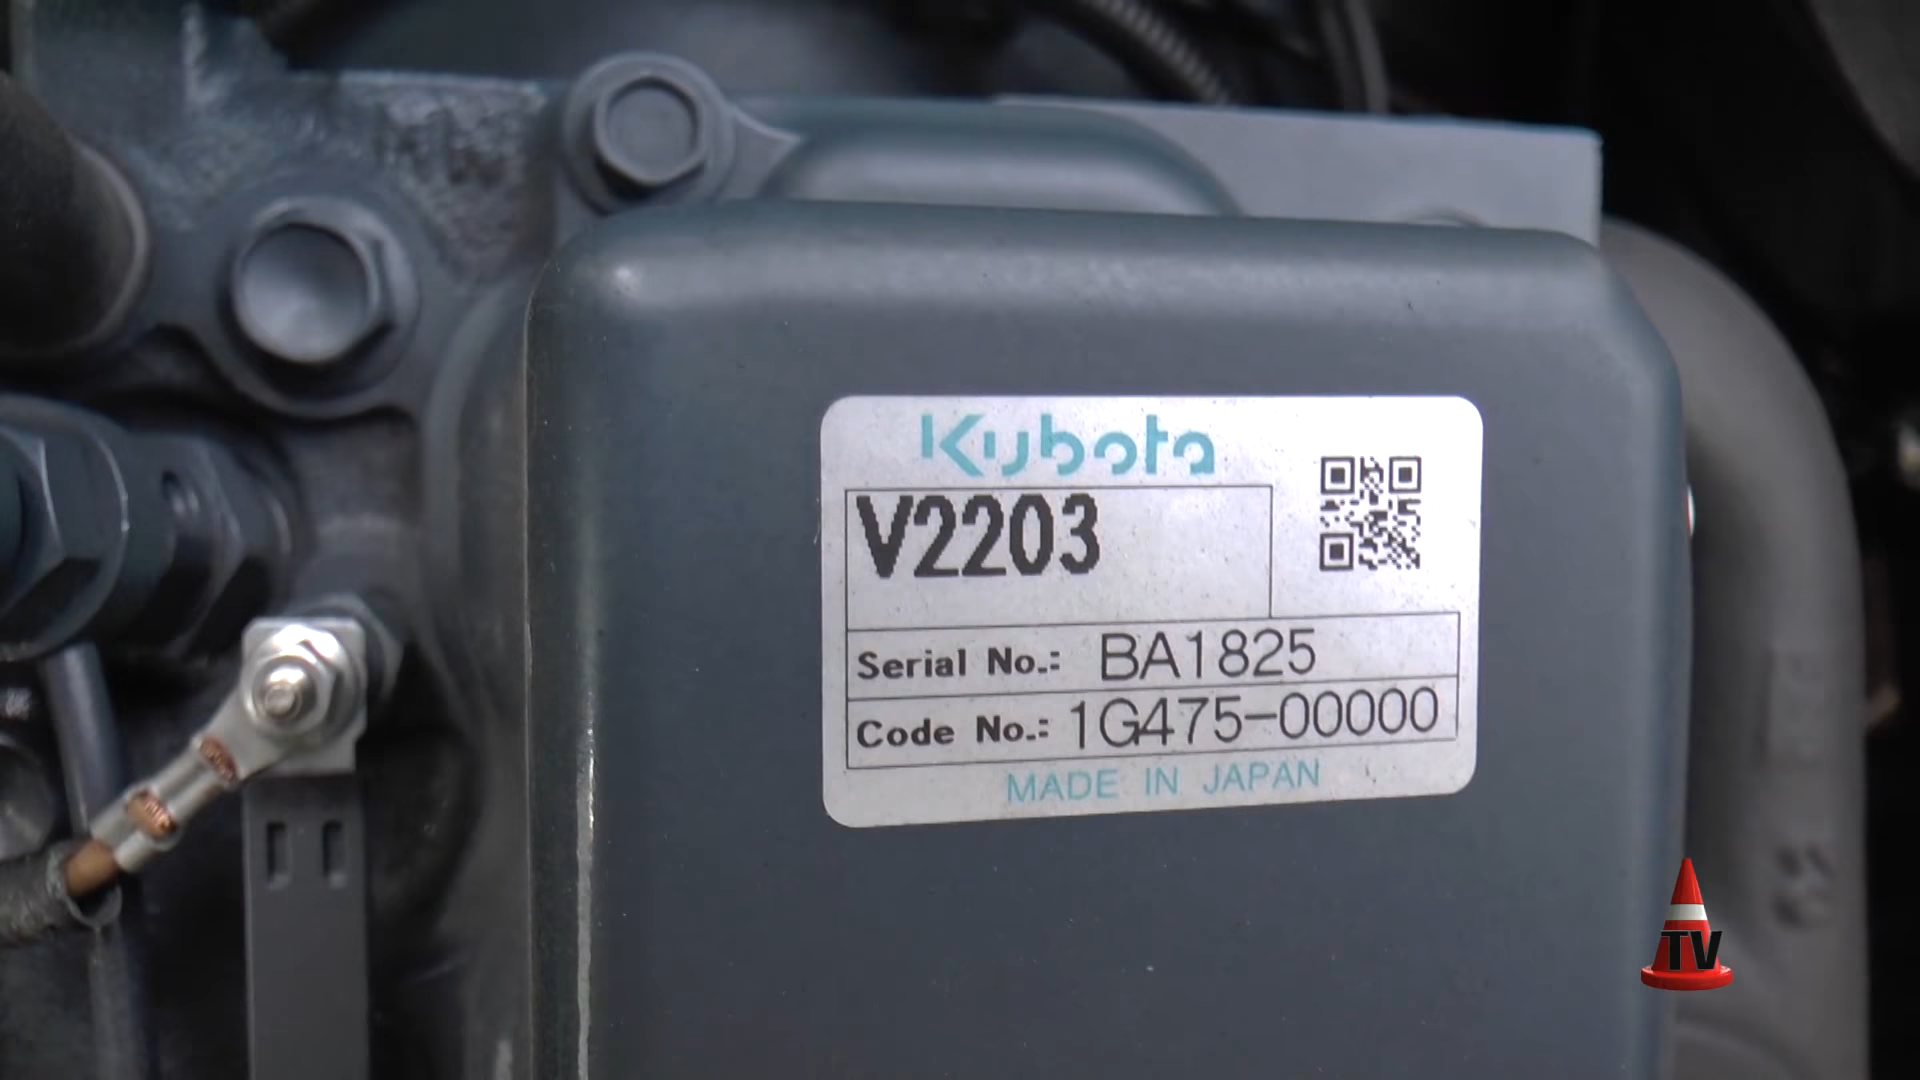 Kubota
V2203
Serial No.: BA1825
Code No.: 1G475-00000
MADE IN JAPAN
TV